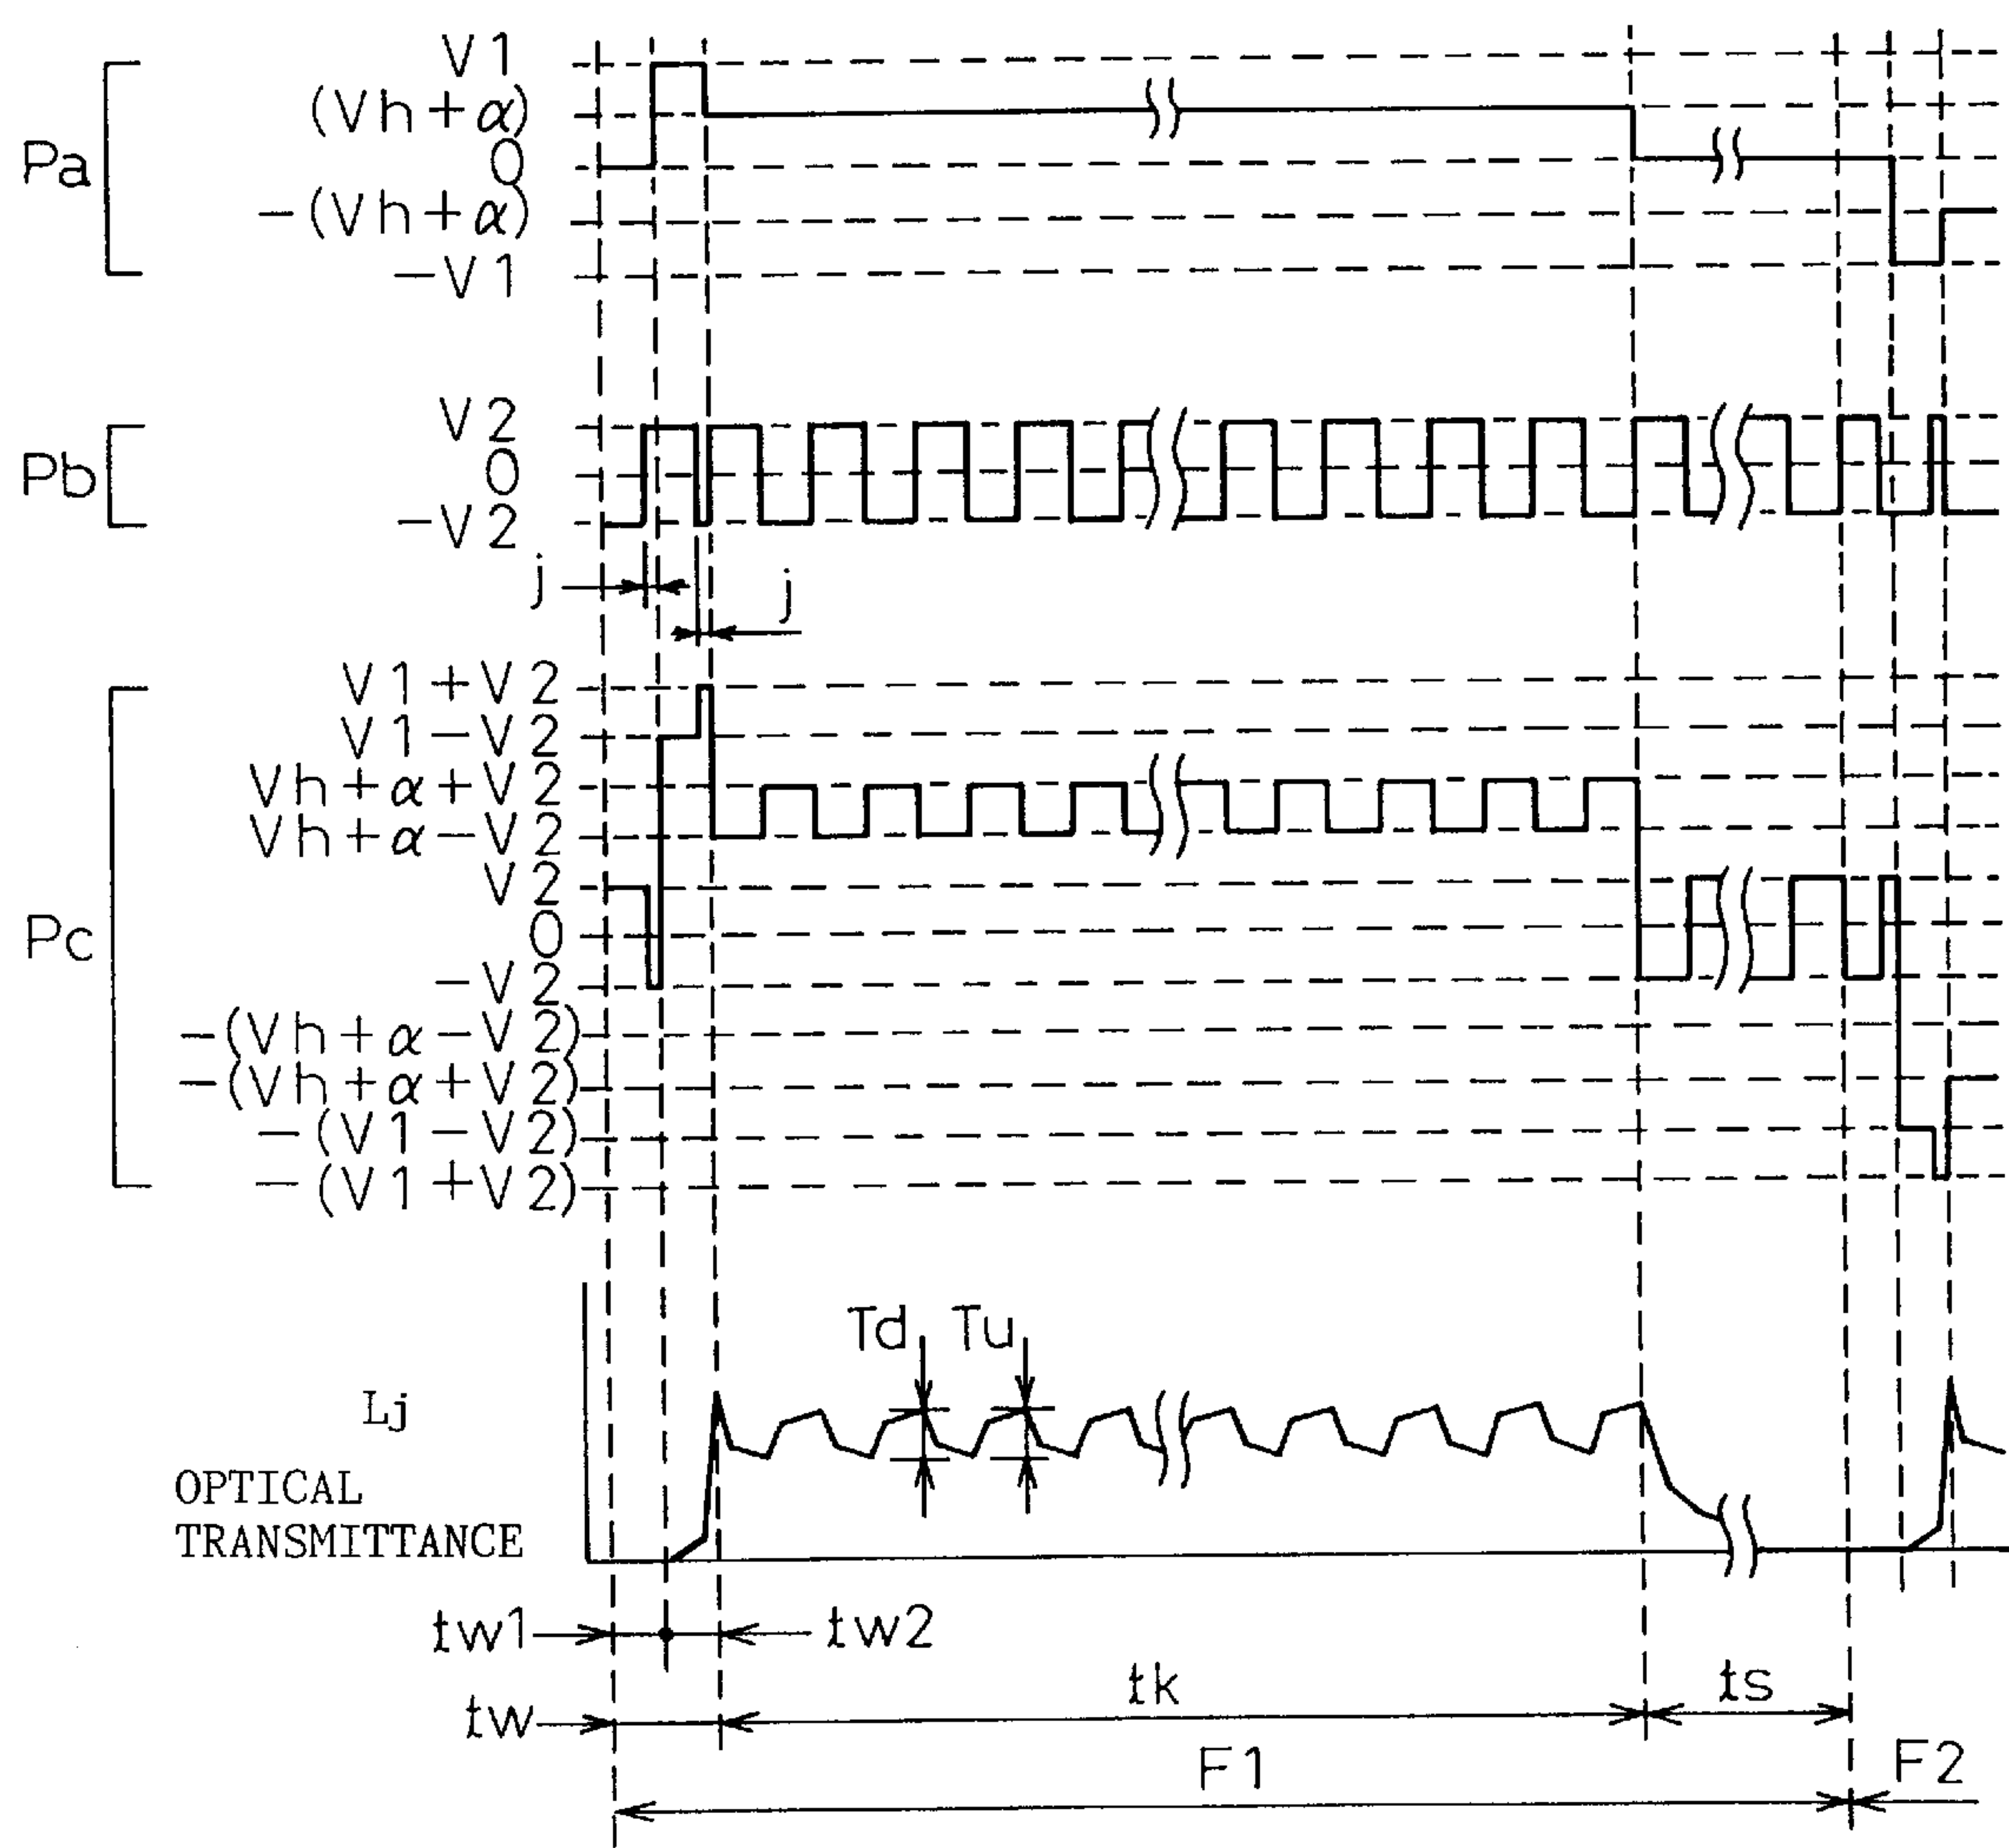 V1
(Vh+α)
Pa
0
-(Vh+α)
-V1
V2
Pb
0
-V2
j
j
V1+V2
V1-V2
Vh+α+V2
Vh+α-V2
V2
Pc
0
-V2
-(Vh+α-V2)
-(Vh+α+V2)
-(V1-V2)
-(V1+V2)
Td
Tu
Lj
OPTICAL
TRANSMITTANCE
tw1
tw2
tw
tk
ts
F1
F2